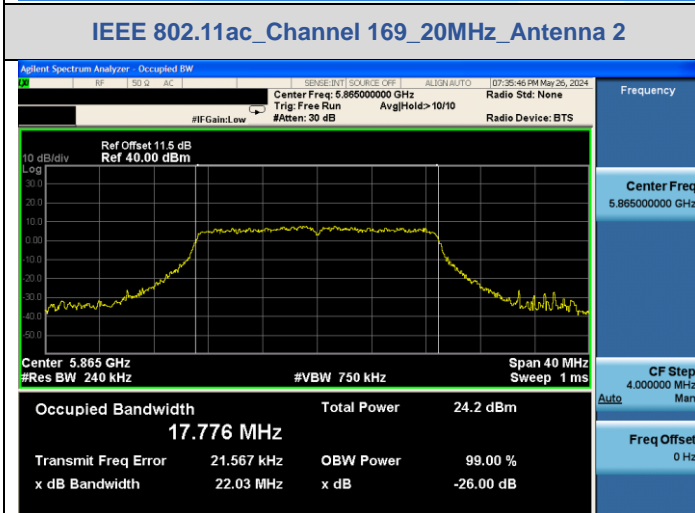 IEEE 802.11ac_Channel 169_20MHz_Antenna 2
Agilent Spectrum Analyzer - Occupied BW
RF 50 Ω AC SENSE:INT SOURCE OFF ALIGN AUTO 07:35:46 PM May 26, 2024
Center Freq: 5.865000000 GHz Radio Std: None
Trig: Free Run Avg|Hold:>10/10
#IFGain:Low #Atten: 30 dB Radio Device: BTS
Frequency
Ref Offset 11.5 dB
10 dB/div Ref 40.00 dBm
Log
30.0
20.0
10.0
0.00
-10.0
-20.0
-30.0
-40.0
-50.0
Center Freq
5.865000000 GHz
Center 5.865 GHz Span 40 MHz
#Res BW 240 kHz #VBW 750 kHz Sweep 1 ms
CF Step
4.000000 MHz
Auto Man
Occupied Bandwidth Total Power 24.2 dBm
17.776 MHz
Freq Offset
0 Hz
Transmit Freq Error 21.567 kHz OBW Power 99.00 %
x dB Bandwidth 22.03 MHz x dB -26.00 dB